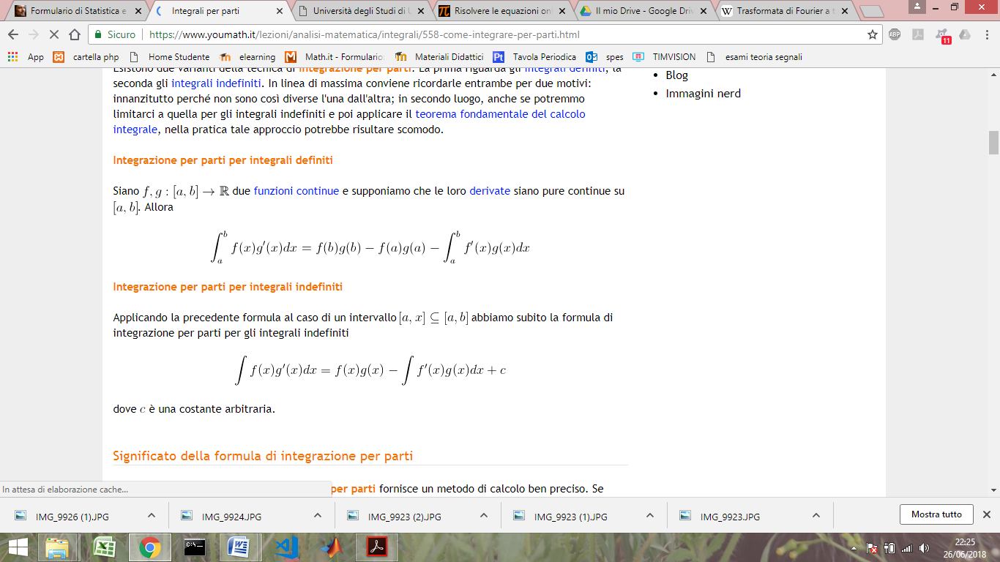 Formulario di Statistica e
Integrali per parti
Università degli Studi di U
Risolvere le equazioni on
Il mio Drive - Google Driv
Trasformata di Fourier a t
Sicuro
https://www.youmath.it/lezioni/analisi-matematica/integrali/558-come-integrare-per-parti.html
ABP
11
App
cartella php
Home Studente
elearning
Math.it - Formulario
Materiali Didattici
Tavola Periodica
spes
TIMVISION
esami teoria segnali
Esistono due varianti della tecnica di integrazione per parti. La prima riguarda gli integrali definiti, la
seconda gli integrali indefiniti. In linea di massima conviene ricordarle entrambe per due motivi:
innanzitutto perché non sono così diverse l'una dall'altra; in secondo luogo, anche se potremmo
limitarci a quella per gli integrali indefiniti e poi applicare il teorema fondamentale del calcolo
integrale, nella pratica tale approccio potrebbe risultare scomodo.
• Blog
• Immagini nerd
Integrazione per parti per integrali definiti
Siano f, g : [a, b] → ℝ due funzioni continue e supponiamo che le loro derivate siano pure continue su
[a, b]. Allora
∫_a^b f(x)g′(x)dx = f(b)g(b) − f(a)g(a) − ∫_a^b f′(x)g(x)dx
Integrazione per parti per integrali indefiniti
Applicando la precedente formula al caso di un intervallo [a, x] ⊆ [a, b] abbiamo subito la formula di
integrazione per parti per gli integrali indefiniti
∫ f(x)g′(x)dx = f(x)g(x) − ∫ f′(x)g(x)dx + c
dove c è una costante arbitraria.
Significato della formula di integrazione per parti
per parti fornisce un metodo di calcolo ben preciso. Se
In attesa di elaborazione cache...
IMG_9926 (1).JPG
IMG_9924.JPG
IMG_9923 (2).JPG
IMG_9923 (1).JPG
IMG_9923.JPG
Mostra tutto
22:25
26/06/2018